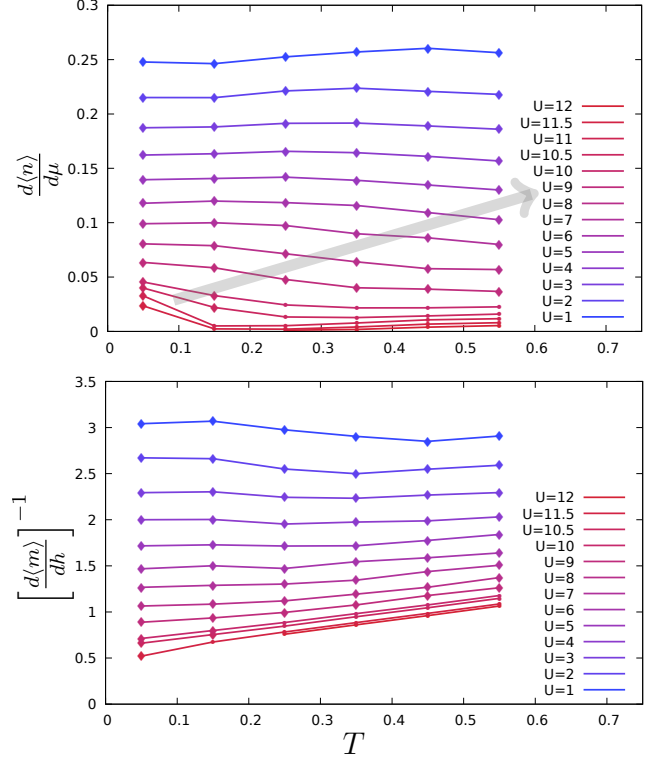 0.3
0.25
0.2
0.15
0.1
0.05
0
d⟨n⟩
dμ
U=12
U=11.5
U=11
U=10.5
U=10
U=9
U=8
U=7
U=6
U=5
U=4
U=3
U=2
U=1
0 0.1 0.2 0.3 0.4 0.5 0.6 0.7
3.5
3
2.5
2
1.5
1
0.5
0
[d⟨m⟩/dh]⁻¹
U=12
U=11.5
U=10.5
U=10
U=9
U=8
U=7
U=6
U=5
U=4
U=3
U=2
U=1
0 0.1 0.2 0.3 0.4 0.5 0.6 0.7
T